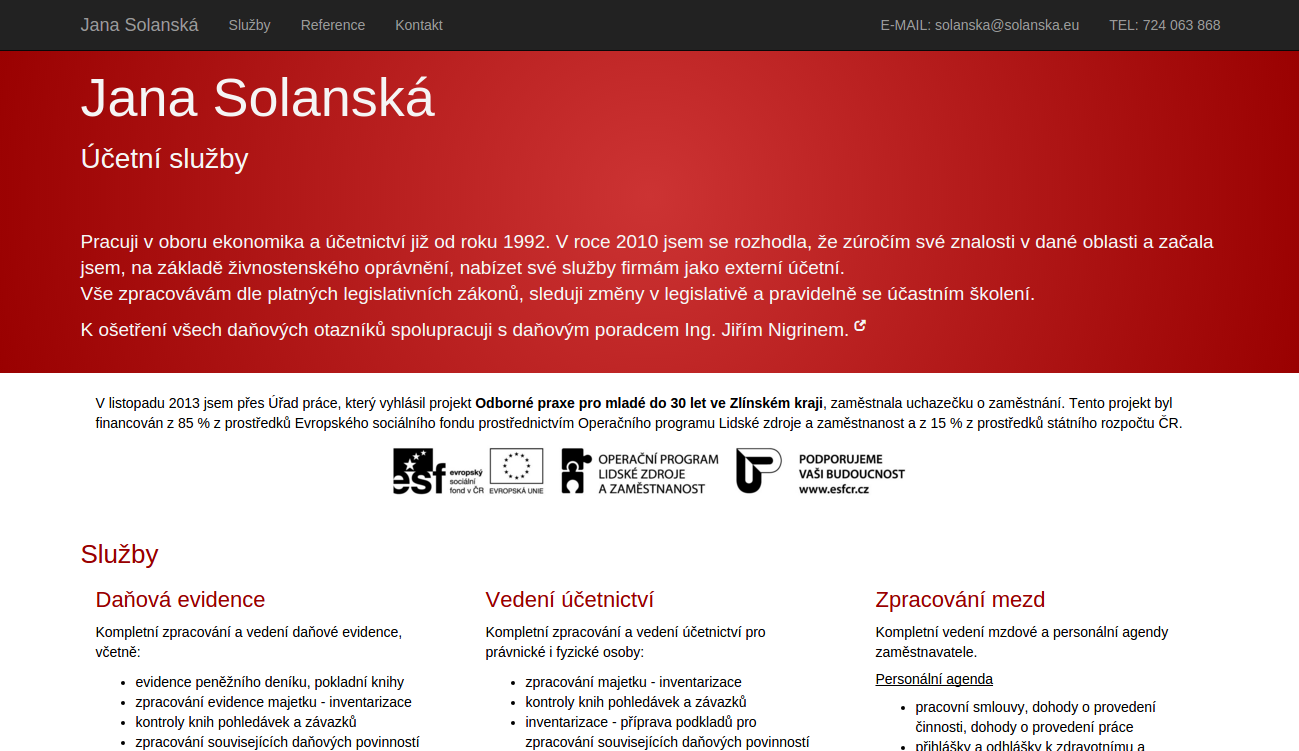 Jana Solanská Služby Reference Kontakt E-MAIL: solanska@solanska.eu TEL: 724 063 868
Jana Solanská
Účetní služby
Pracuji v oboru ekonomika a účetnictví již od roku 1992. V roce 2010 jsem se rozhodla, že zúročím své znalosti v dané oblasti a začala
jsem, na základě živnostenského oprávnění, nabízet své služby firmám jako externí účetní.
Vše zpracovávám dle platných legislativních zákonů, sleduji změny v legislativě a pravidelně se účastním školení.
K ošetření všech daňových otazníků spolupracuji s daňovým poradcem Ing. Jiřím Nigrinem.
V listopadu 2013 jsem přes Úřad práce, který vyhlásil projekt Odborné praxe pro mladé do 30 let ve Zlínském kraji, zaměstnala uchazečku o zaměstnání. Tento projekt byl
financován z 85 % z prostředků Evropského sociálního fondu prostřednictvím Operačního programu Lidské zdroje a zaměstnanost a z 15 % z prostředků státního rozpočtu ČR.
esf evropský sociální fond v ČR EVROPSKÁ UNIE
OPERAČNÍ PROGRAM
LIDSKÉ ZDROJE
A ZAMĚSTNANOST
PODPORUJEME
VAŠI BUDOUCNOST
www.esfcr.cz
Služby
Daňová evidence
Kompletní zpracování a vedení daňové evidence,
včetně:
evidence peněžního deníku, pokladní knihy
zpracování evidence majetku - inventarizace
kontroly knih pohledávek a závazků
zpracování souvisejících daňových povinností
Vedení účetnictví
Kompletní zpracování a vedení účetnictví pro
právnické i fyzické osoby:
zpracování majetku - inventarizace
kontroly knih pohledávek a závazků
inventarizace - příprava podkladů pro
zpracování souvisejících daňových povinností
Zpracování mezd
Kompletní vedení mzdové a personální agendy
zaměstnavatele.
Personální agenda
pracovní smlouvy, dohody o provedení
činnosti, dohody o provedení práce
přihlášky a odhlášky k zdravotnímu a